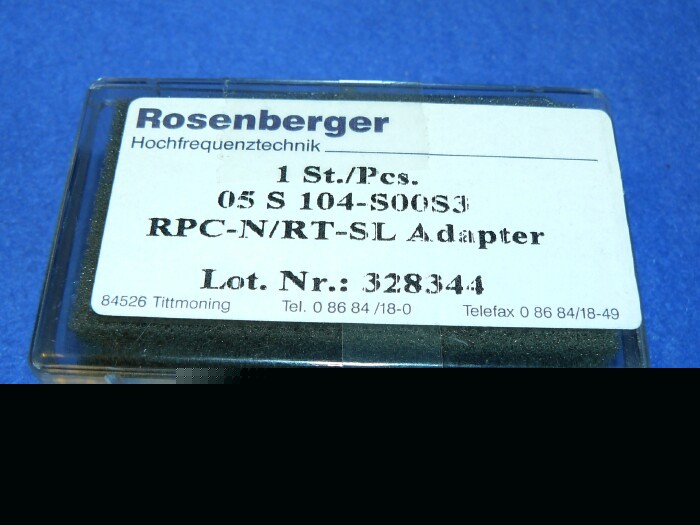 Rosenberger
Hochfrequenztechnik
1 St./Pcs.
05 S 104-S00S3
RPC-N/RT-SL Adapter
Lot. Nr.: 328344
84526 Tittmoning Tel. 0 86 84 /18-0 Telefax 0 86 84/18-49